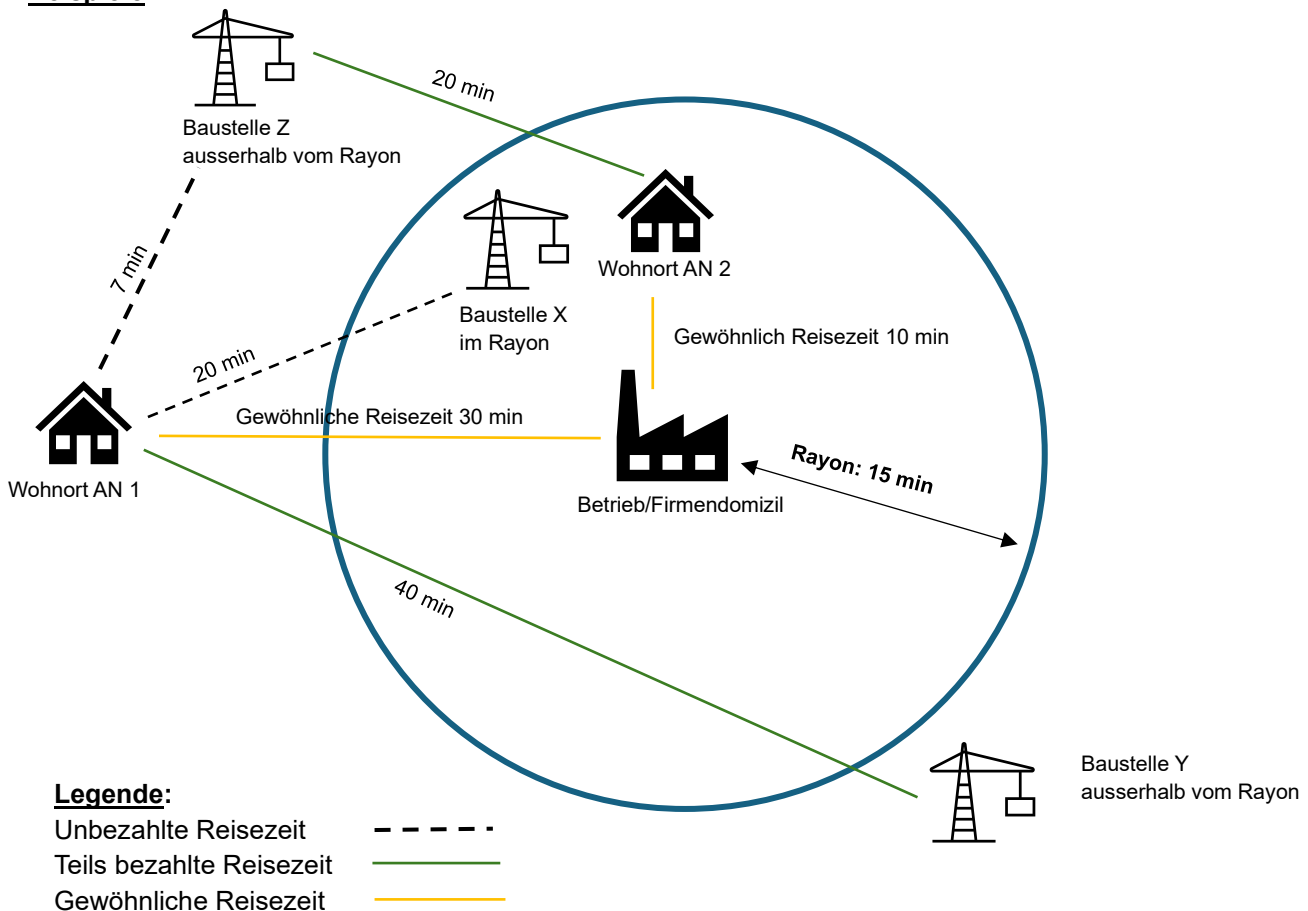 20 min
Baustelle Z
ausserhalb vom Rayon
7 min
Wohnort AN 2
Baustelle X
im Rayon
Gewöhnlich Reisezeit 10 min
20 min
Gewöhnliche Reisezeit 30 min
Rayon: 15 min
Wohnort AN 1
Betrieb/Firmendomizil
40 min
Baustelle Y
ausserhalb vom Rayon
Legende:
Unbezahlte Reisezeit
Teils bezahlte Reisezeit
Gewöhnliche Reisezeit